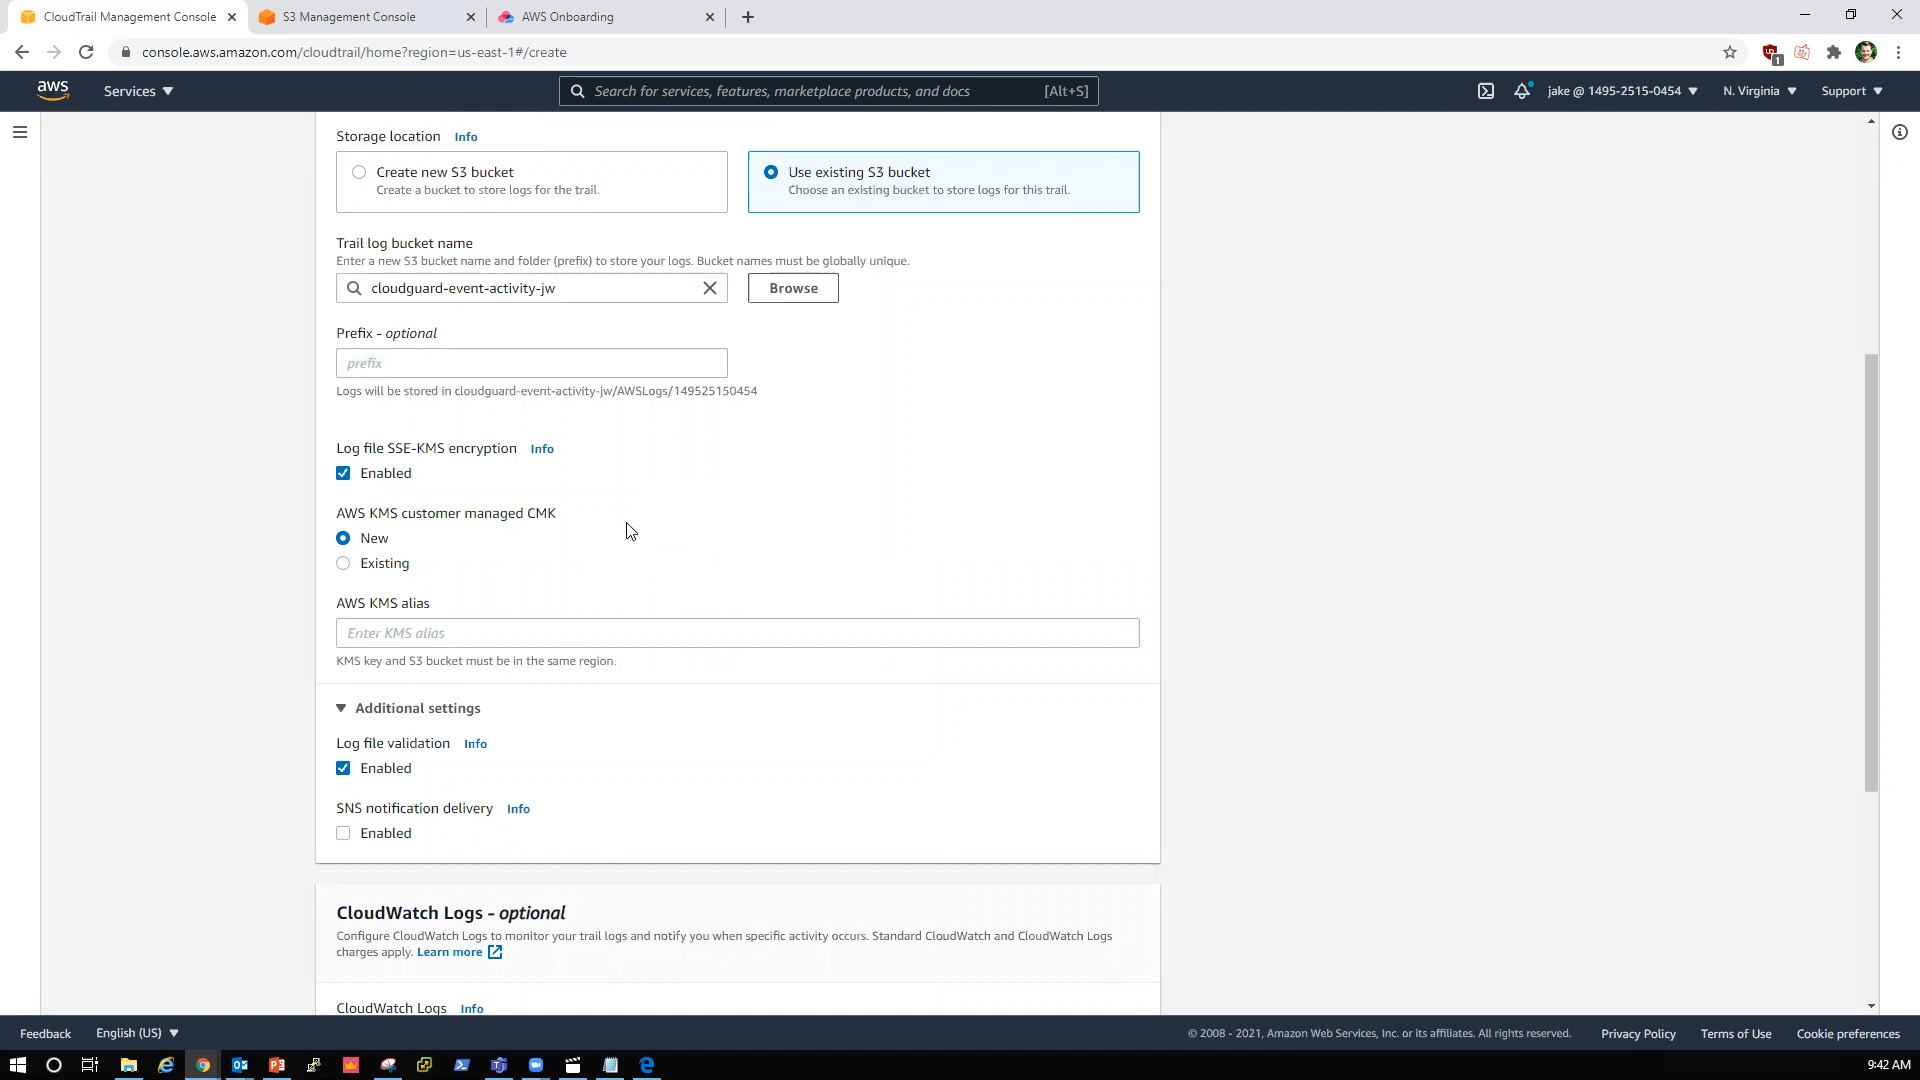 CloudTrail Management Console
S3 Management Console
AWS Onboarding
console.aws.amazon.com/cloudtrail/home?region=us-east-1#/create
1
aws
Services
Search for services, features, marketplace products, and docs
[Alt+S]
jake @ 1495-2515-0454
N. Virginia
Support
Storage location Info
Create new S3 bucket
Create a bucket to store logs for the trail.
Use existing S3 bucket
Choose an existing bucket to store logs for this trail.
Trail log bucket name
Enter a new S3 bucket name and folder (prefix) to store your logs. Bucket names must be globally unique.
cloudguard-event-activity-jw
Browse
Prefix - optional
prefix
Logs will be stored in cloudguard-event-activity-jw/AWSLogs/149525150454
Log file SSE-KMS encryption Info
Enabled
AWS KMS customer managed CMK
New
Existing
AWS KMS alias
Enter KMS alias
KMS key and S3 bucket must be in the same region.
Additional settings
Log file validation Info
Enabled
SNS notification delivery Info
Enabled
CloudWatch Logs - optional
Configure CloudWatch Logs to monitor your trail logs and notify you when specific activity occurs. Standard CloudWatch and CloudWatch Logs
charges apply. Learn more
CloudWatch Logs Info
Feedback
English (US)
© 2008 - 2021, Amazon Web Services, Inc. or its affiliates. All rights reserved.
Privacy Policy
Terms of Use
Cookie preferences
9:42 AM